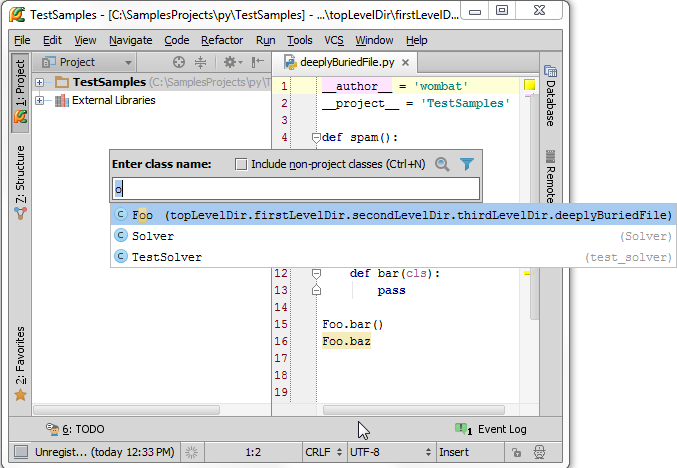 TestSamples - [C:\SamplesProjects\py\TestSamples] - ...\topLevelDir\firstLevelD...
File Edit View Navigate Code Refactor Run Tools VCS Window Help
1: Project
7: Structure
2: Favorites
Project
TestSamples (C:\SamplesProjects\py\T
External Libraries
deeplyBuriedFile.py
1 __author__ = 'wombat'
2 __project__ = 'TestSamples'
3
4 def spam():
Enter class name: Include non-project classes (Ctrl+N)
o
Foo (topLevelDir.firstLevelDir.secondLevelDir.thirdLevelDir.deeplyBuriedFile)
Solver (Solver)
TestSolver (test_solver)
12 def bar(cls):
13 pass
14
15 Foo.bar()
16 Foo.baz
17
18
19
Database
Remote
6: TODO
1 Event Log
Unregist... (today 12:33 PM) 1:2 CRLF UTF-8 Insert